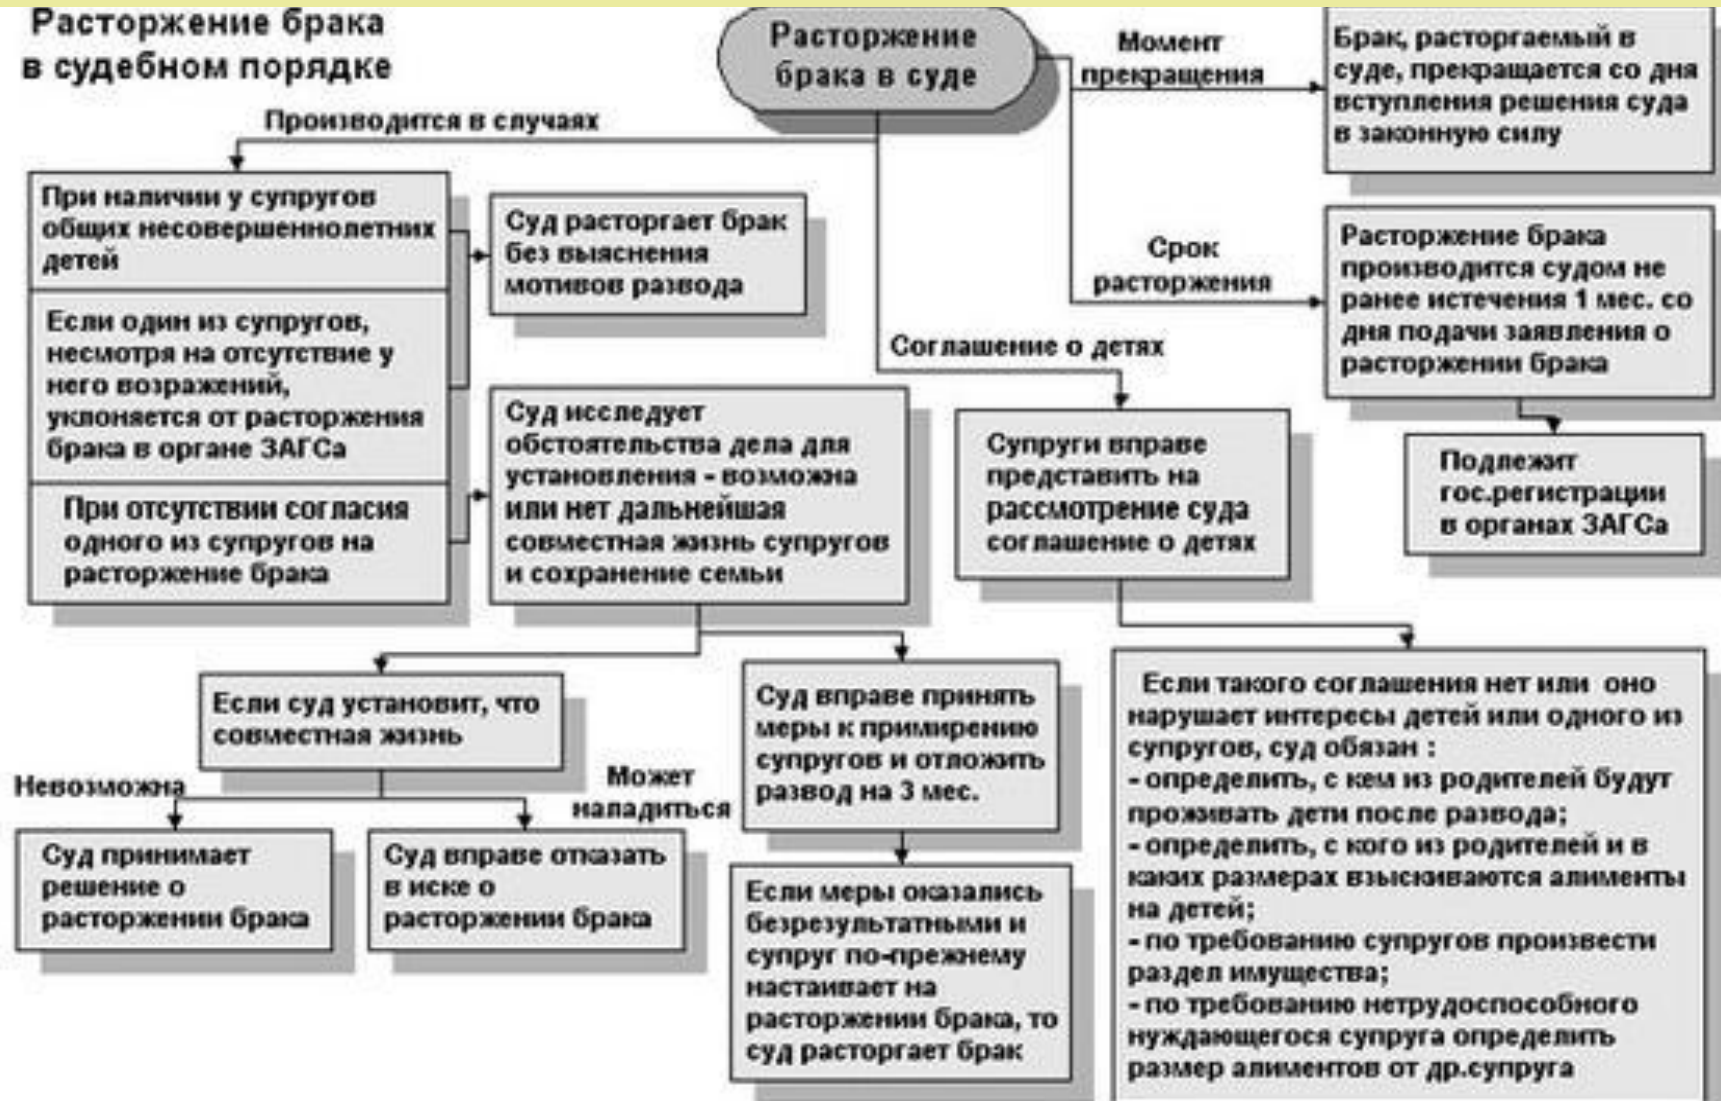 Расторжение брака
в судебном порядке
Расторжение
брака в суде
Момент
прекращения
Брак, расторгаемый в
суде, прекращается со дня
вступления решения суда
в законную силу
Производится в случаях
При наличии у супругов
общих несовершеннолетних
детей
Если один из супругов,
несмотря на отсутствие у
него возражений,
уклоняется от расторжения
брака в органе ЗАГСа
При отсутствии согласия
одного из супругов на
расторжение брака
Суд расторгает брак
без выяснения
мотивов развода
Срок
расторжения
Расторжение брака
производится судом не
ранее истечения 1 мес. со
дня подачи заявления о
расторжении брака
Подлежит
гос.регистрации
в органах ЗАГСа
Соглашение о детях
Суд исследует
обстоятельства дела для
установления - возможна
или нет дальнейшая
совместная жизнь супругов
и сохранение семьи
Супруги вправе
представить на
рассмотрение суда
соглашение о детях
Если суд установит, что
совместная жизнь
Невозможна
Может
наладиться
Суд принимает
решение о
расторжении брака
Суд вправе отказать
в иске о
расторжении брака
Суд вправе принять
меры к примирению
супругов и отложить
развод на 3 мес.
Если меры оказались
безрезультатными и
супруг по-прежнему
настаивает на
расторжении брака, то
суд расторгает брак
Если такого соглашения нет или оно
нарушает интересы детей или одного из
супругов, суд обязан :
- определить, с кем из родителей будут
проживать дети после развода;
- определить, с кого из родителей и в
каких размерах взыскиваются алименты
на детей;
- по требованию супругов произвести
раздел имущества;
- по требованию нетрудоспособного
нуждающегося супруга определить
размер алиментов от др.супруга